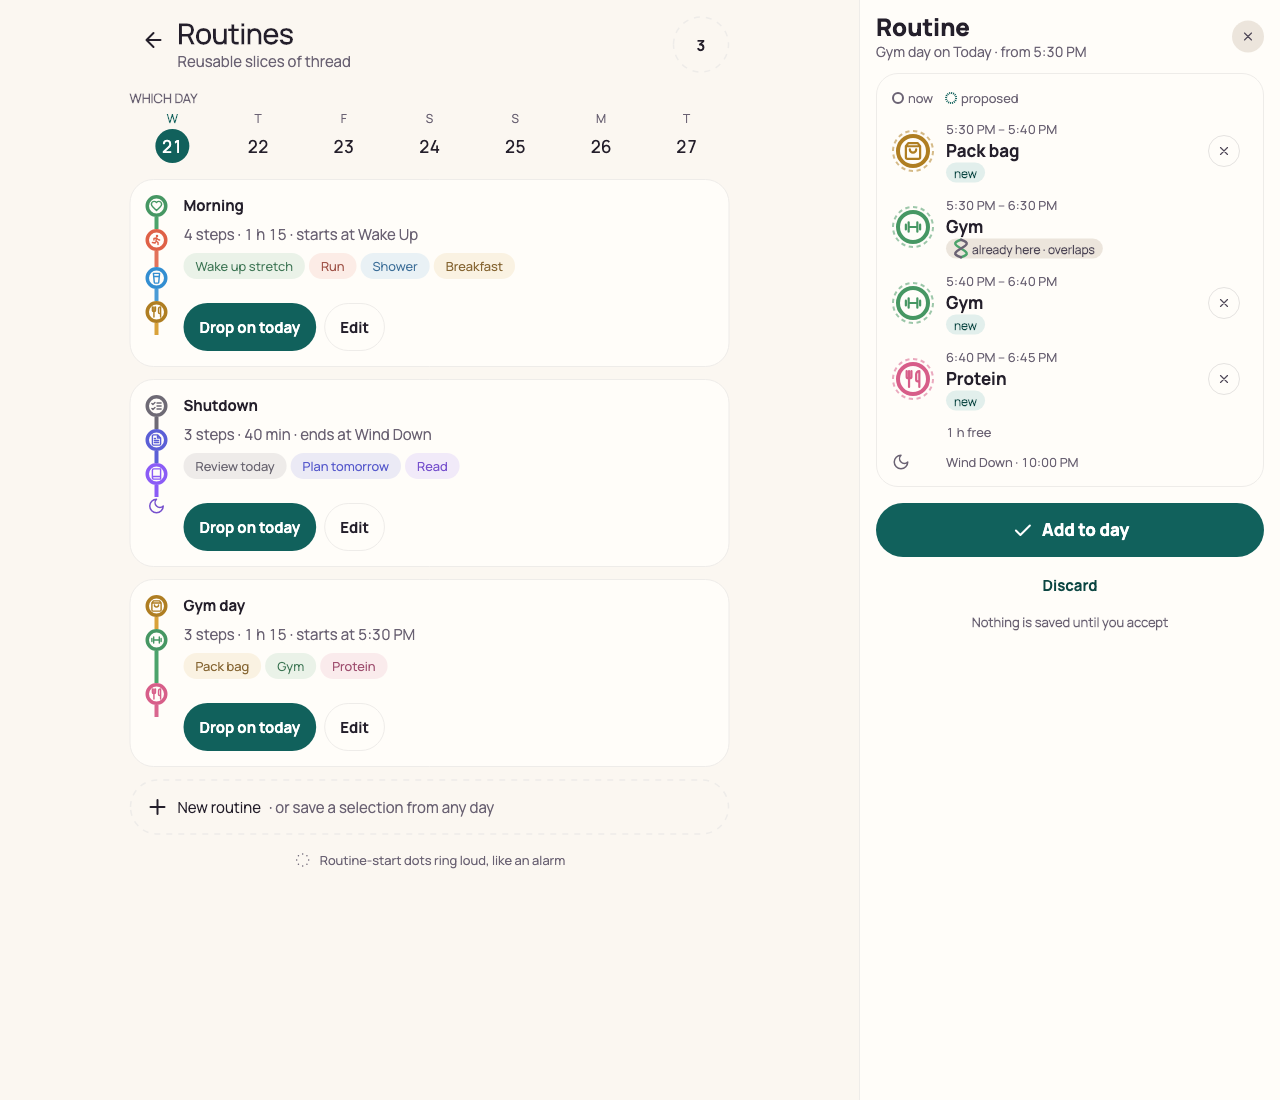 Routines
Reusable slices of thread
3
WHICH DAY
W T F S S M T
21 22 23 24 25 26 27
Morning
4 steps · 1 h 15 · starts at Wake Up
Wake up stretch Run Shower Breakfast
Drop on today Edit
Shutdown
3 steps · 40 min · ends at Wind Down
Review today Plan tomorrow Read
Drop on today Edit
Gym day
3 steps · 1 h 15 · starts at 5:30 PM
Pack bag Gym Protein
Drop on today Edit
New routine · or save a selection from any day
Routine-start dots ring loud, like an alarm
Routine
Gym day on Today · from 5:30 PM
now proposed
5:30 PM – 5:40 PM
Pack bag
new
5:30 PM – 6:30 PM
Gym
already here · overlaps
5:40 PM – 6:40 PM
Gym
new
6:40 PM – 6:45 PM
Protein
new
1 h free
Wind Down · 10:00 PM
Add to day
Discard
Nothing is saved until you accept